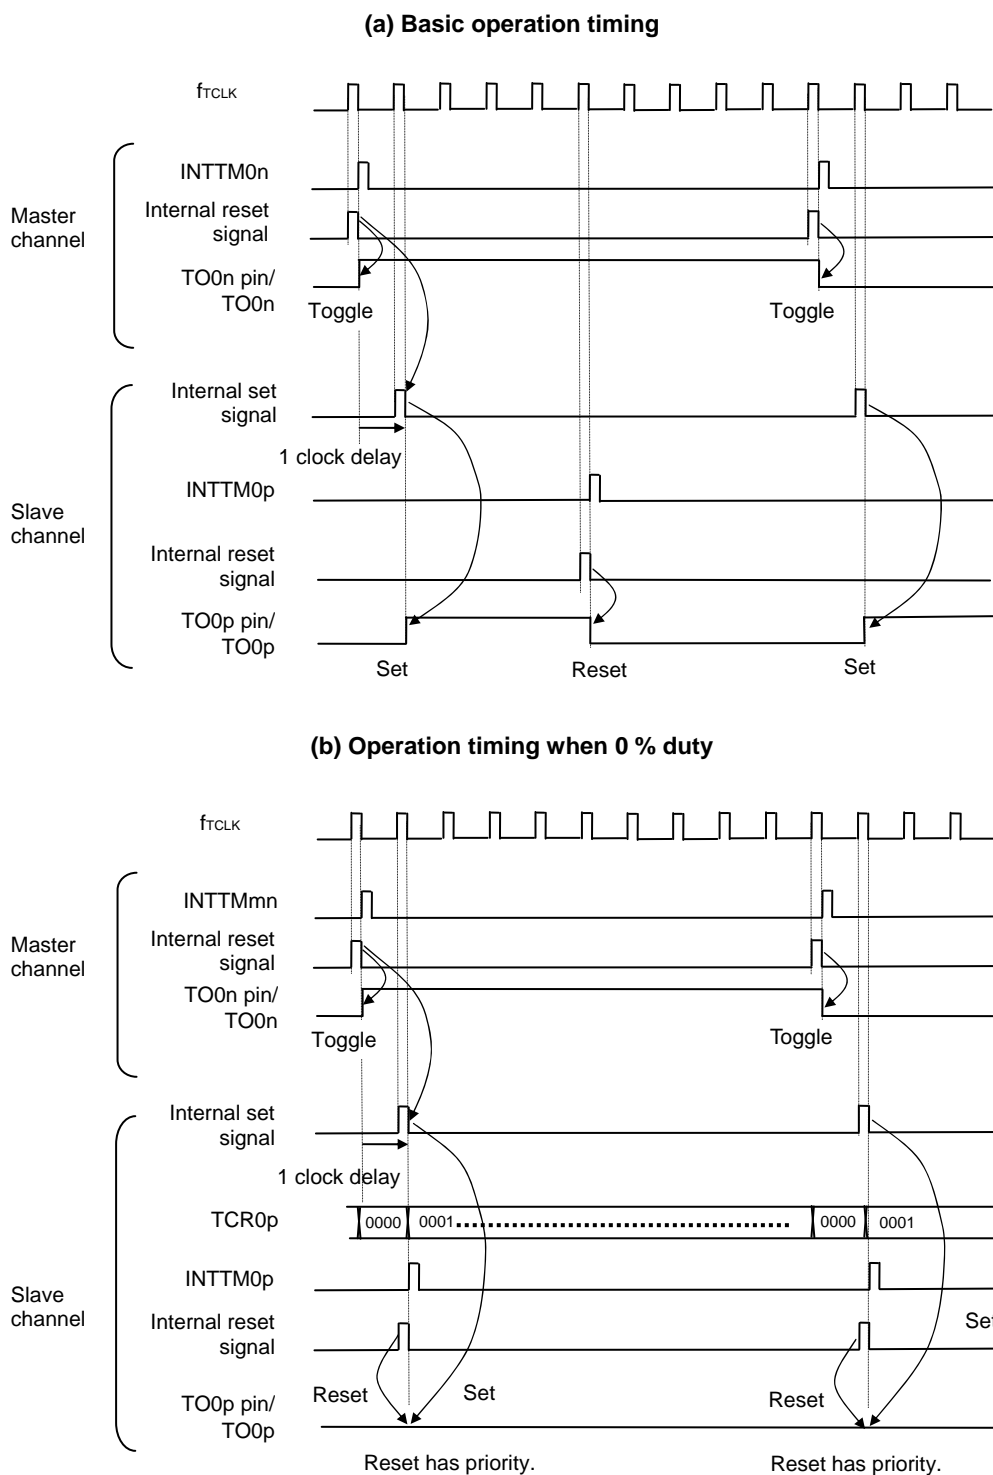 (a) Basic operation timing
fTCLK
INTTM0n
Internal reset
signal
Master
channel
TO0n pin/
TO0n
Toggle
Toggle
Internal set
signal
1 clock delay
INTTM0p
Slave
channel
Internal reset
signal
TO0p pin/
TO0p
Set
Reset
Set
(b) Operation timing when 0 % duty
fTCLK
INTTMmn
Internal reset
signal
Master
channel
TO0n pin/
TO0n
Toggle
Toggle
Internal set
signal
1 clock delay
TCR0p
0000
0001
0000
0001
INTTM0p
Slave
channel
Internal reset
signal
Set
Reset
Set
Reset
TO0p pin/
TO0p
Reset has priority.
Reset has priority.